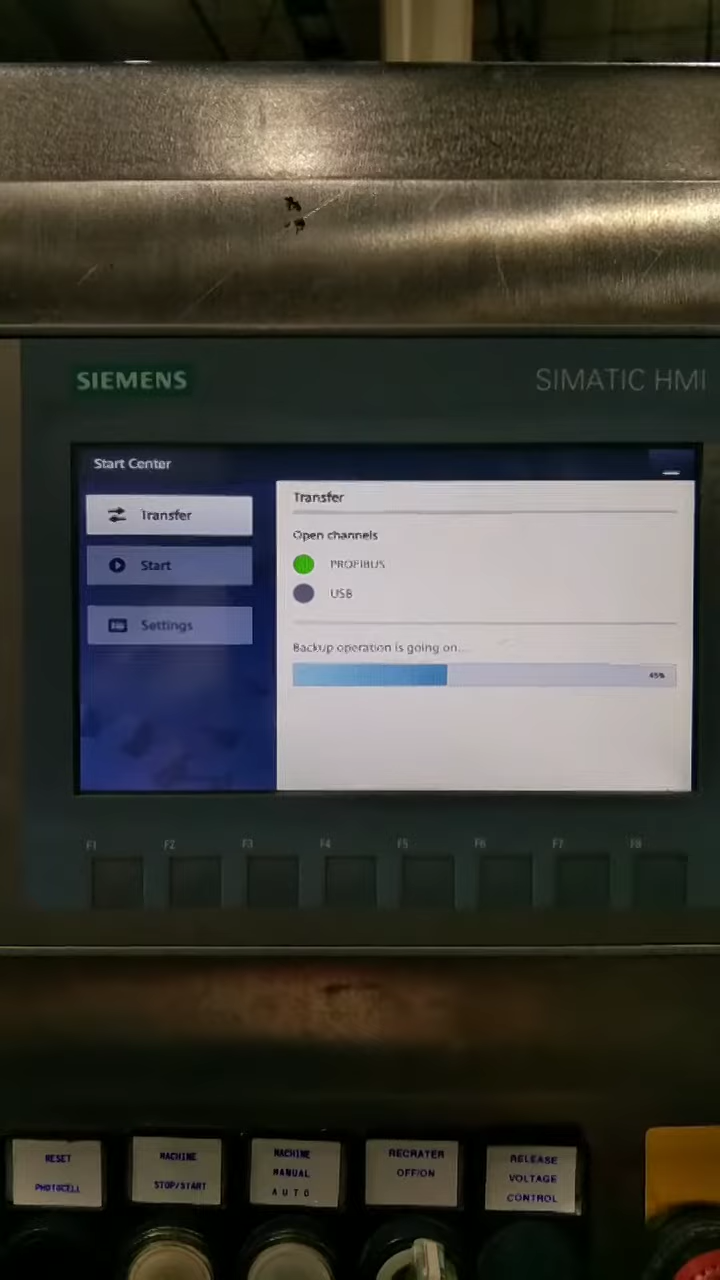 SIEMENS
SIMATIC HMI
Start Center
Transfer
Start
Settings
Transfer
Open channels
PROFIBUS
USB
Backup operation is going on...
45%
F1 F2 F3 F4 F5 F6 F7 F8
RESET
PHOTOCELL
MACHINE
STOP/START
MACHINE
MANUAL
AUTO
RECRATER
OFF/ON
RELEASE
VOLTAGE
CONTROL